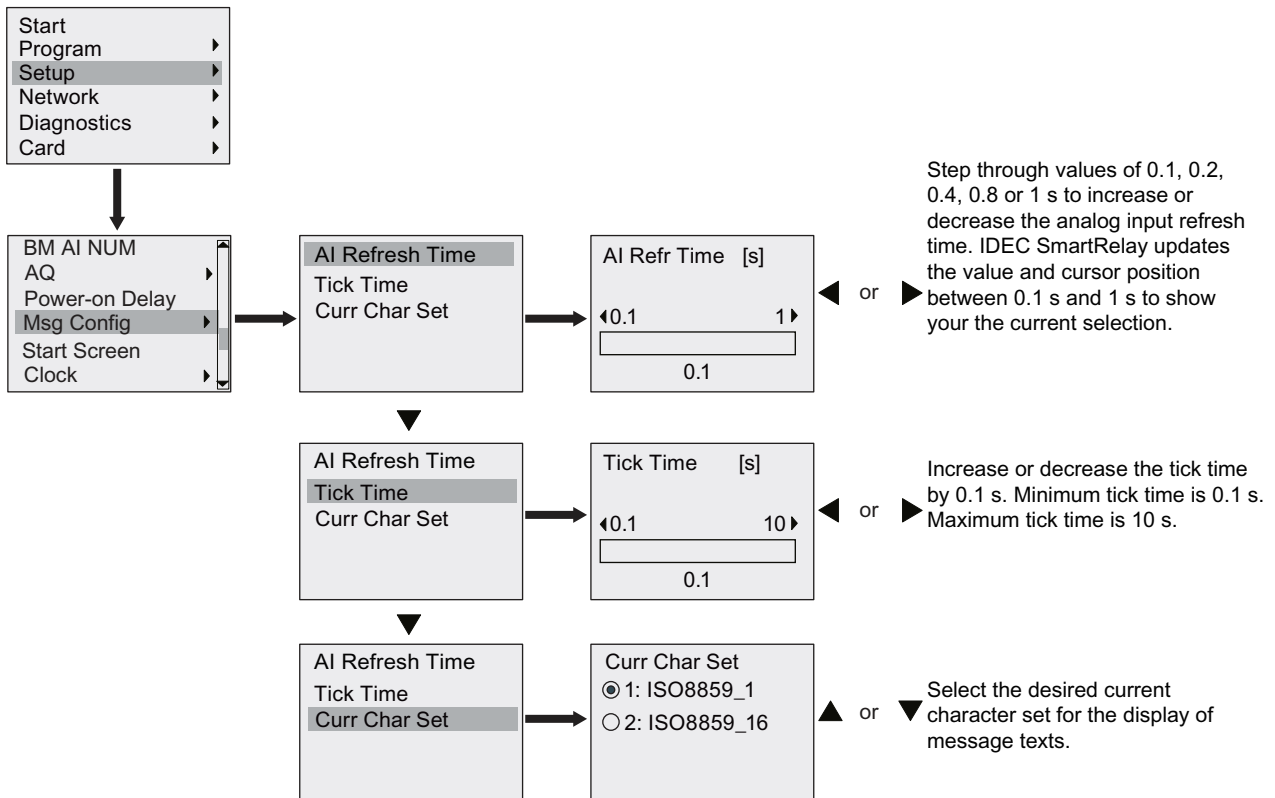 Start
Program
Setup
Network
Diagnostics
Card
BM AI NUM
AQ
Power-on Delay
Msg Config
Start Screen
Clock
AI Refresh Time
Tick Time
Curr Char Set
AI Refr Time [s]
0.1 1
0.1
or
Step through values of 0.1, 0.2,
0.4, 0.8 or 1 s to increase or
decrease the analog input refresh
time. IDEC SmartRelay updates
the value and cursor position
between 0.1 s and 1 s to show
your the current selection.
AI Refresh Time
Tick Time
Curr Char Set
Tick Time [s]
0.1 10
0.1
or
Increase or decrease the tick time
by 0.1 s. Minimum tick time is 0.1 s.
Maximum tick time is 10 s.
AI Refresh Time
Tick Time
Curr Char Set
Curr Char Set
1: ISO8859_1
2: ISO8859_16
or
Select the desired current
character set for the display of
message texts.